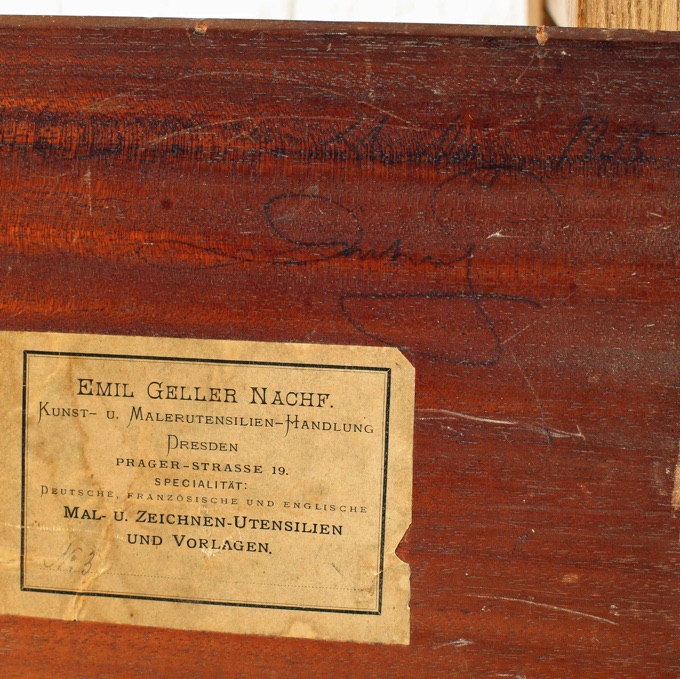 EMIL GELLER NACHF.
KUNST- U. MALERUTENSILIEN-HANDLUNG
DRESDEN
PRAGER-STRASSE 19.
SPECIALITÄT:
DEUTSCHE, FRANZÖSISCHE UND ENGLISCHE
MAL- U. ZEICHNEN-UTENSILIEN
UND VORLAGEN.